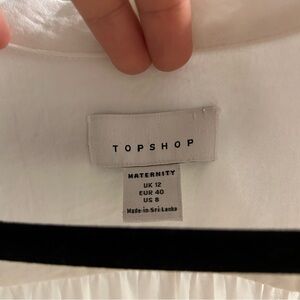 TOPSHOP
MATERNITY
UK 12
EUR 40
US 8
Made in Sri Lanka